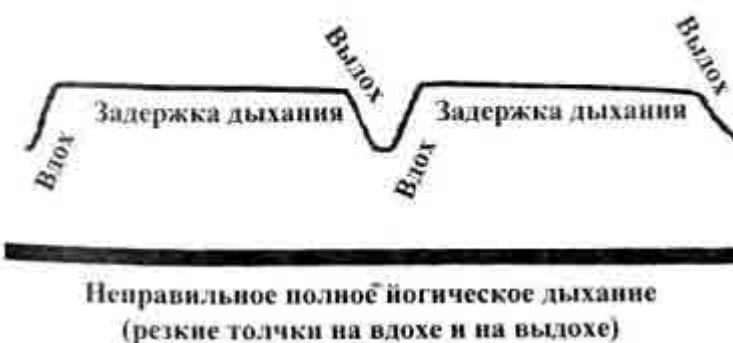 Выдох
Выдох
Задержка дыхания
Задержка дыхания
Вдох
Вдох
Неправильное полное йогическое дыхание
(резкие толчки на вдохе и на выдохе)